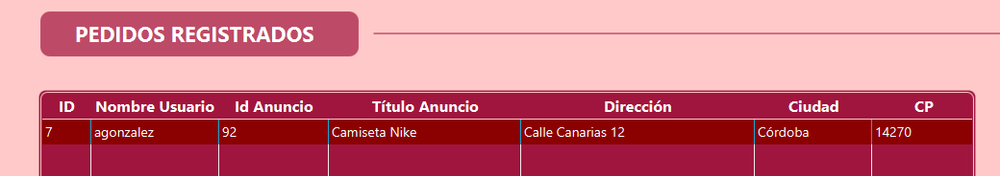 PEDIDOS REGISTRADOS
ID Nombre Usuario Id Anuncio Título Anuncio Dirección Ciudad CP
7 agonzalez 92 Camiseta Nike Calle Canarias 12 Córdoba 14270